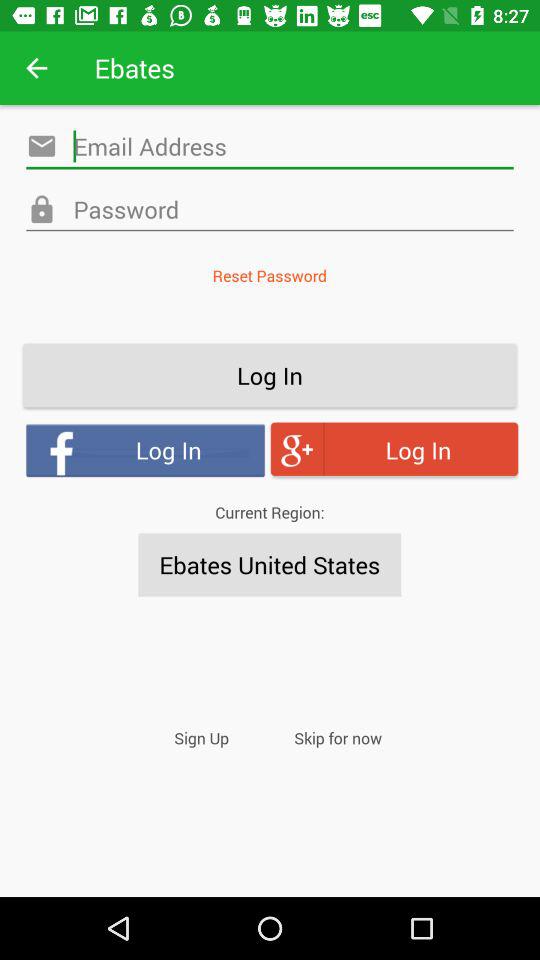 esc 8:27
Ebates
Email Address
Password
Reset Password
Log In
f Log In g+ Log In
Current Region:
Ebates United States
Sign Up Skip for now